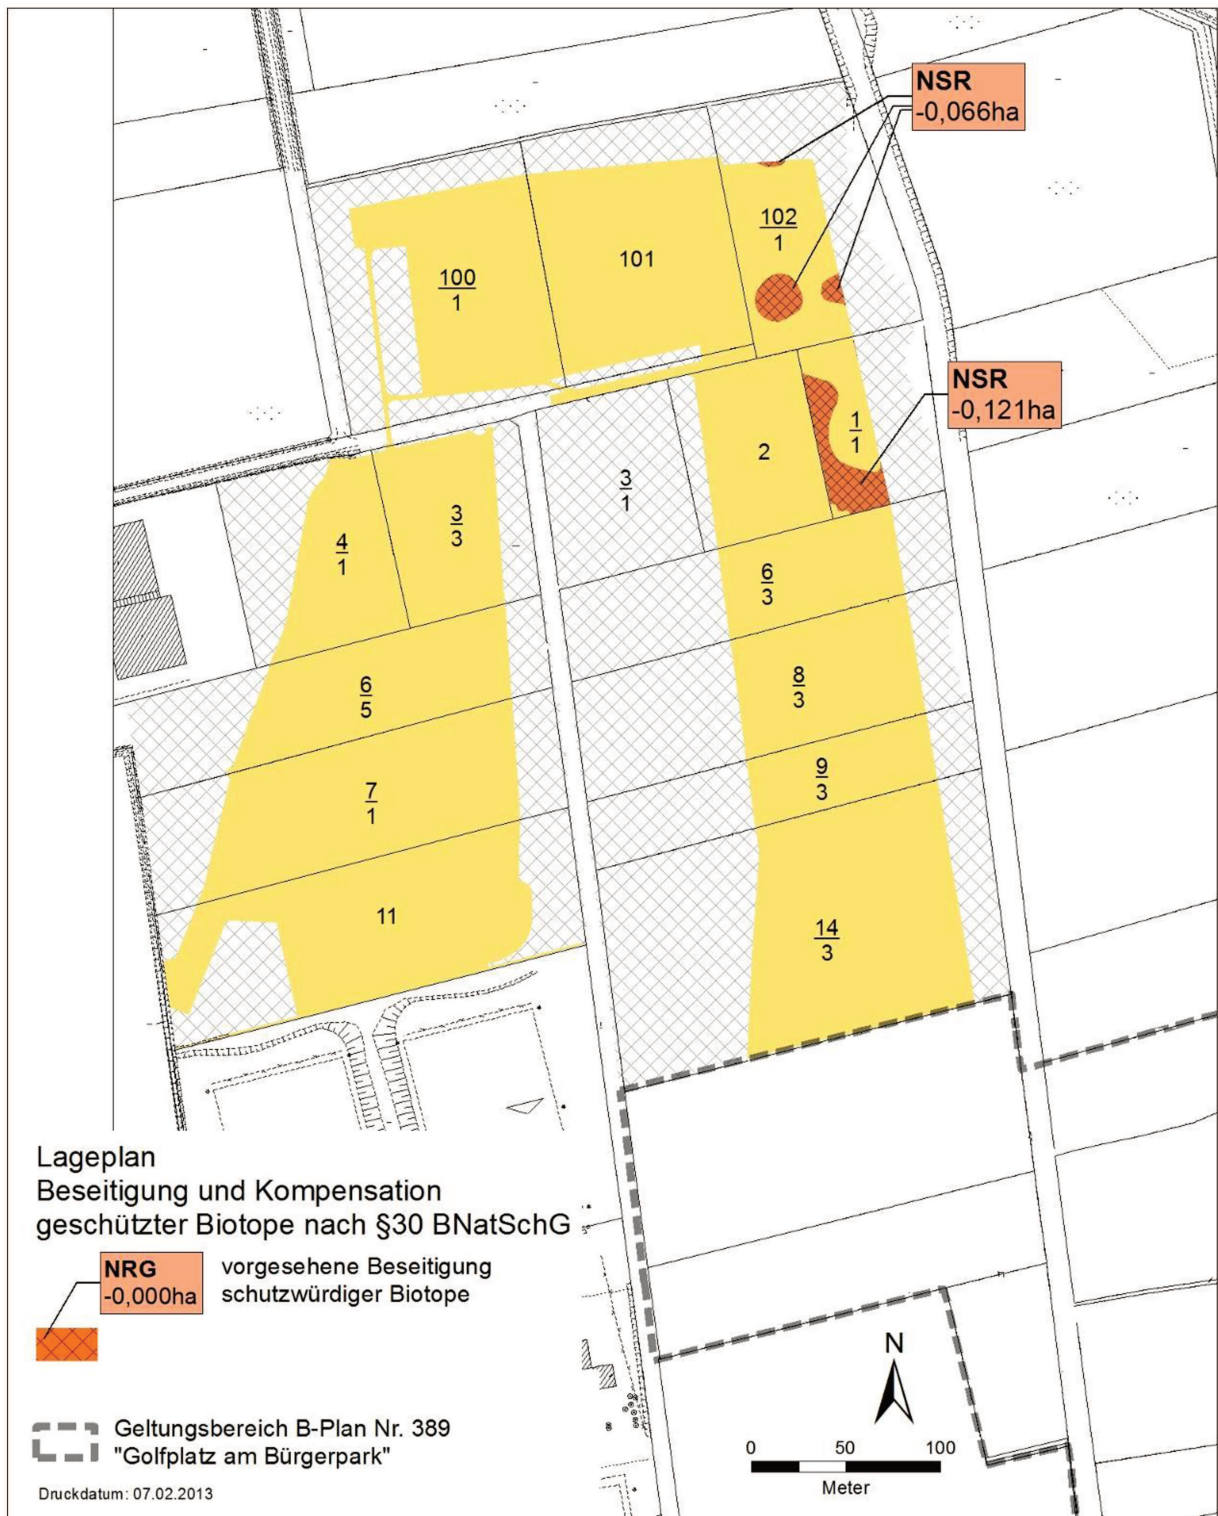 NSR
-0,066ha
102
1
101
100
1
NSR
-0,121ha
1
1
2
3
1
3
3
4
1
6
3
6
5
8
3
9
3
7
1
11
14
3
Lageplan
Beseitigung und Kompensation
geschützter Biotope nach §30 BNatSchG
NRG
-0,000ha
vorgesehene Beseitigung
schutzwürdiger Biotope
Geltungsbereich B-Plan Nr. 389
"Golfplatz am Bürgerpark"
Druckdatum: 07.02.2013
N
0 50 100
Meter